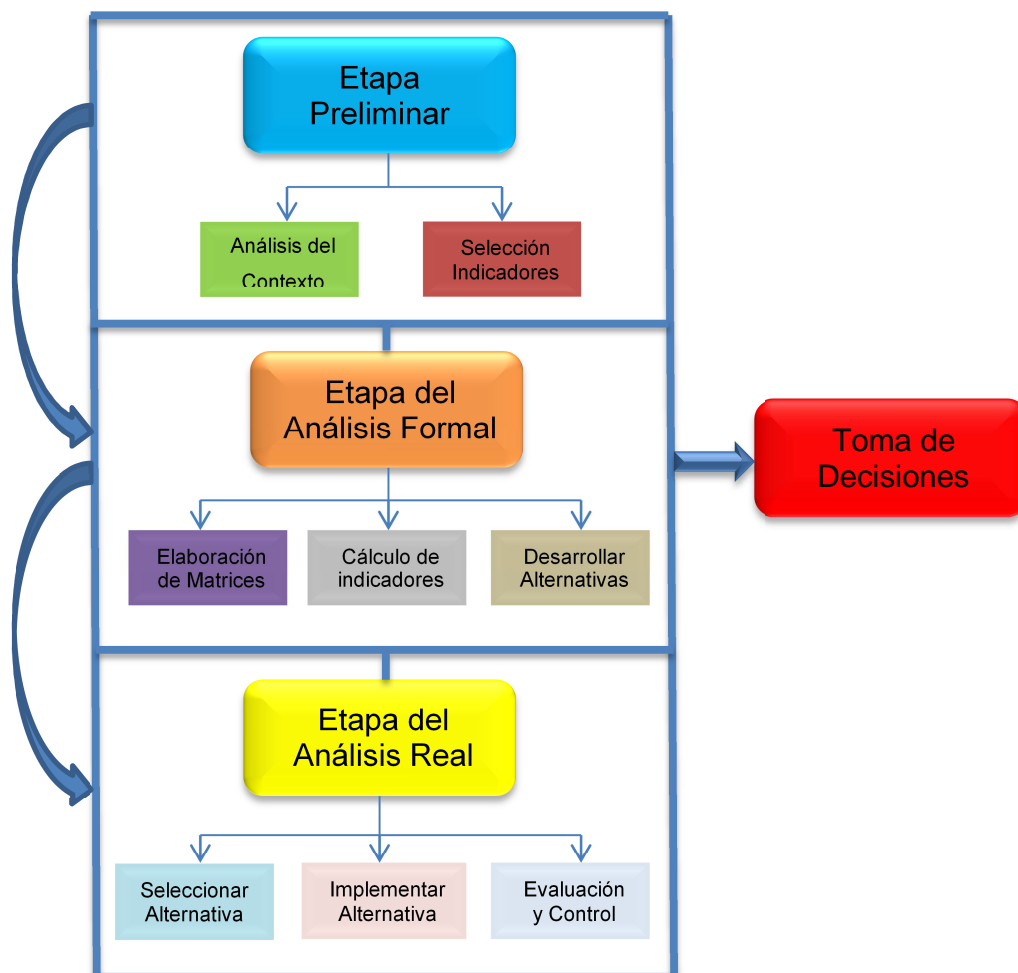 Etapa
Preliminar
Análisis del
Contexto
Selección
Indicadores
Etapa del
Análisis Formal
Toma de
Decisiones
Elaboración
de Matrices
Cálculo de
indicadores
Desarrollar
Alternativas
Etapa del
Análisis Real
Seleccionar
Alternativa
Implementar
Alternativa
Evaluación
y Control